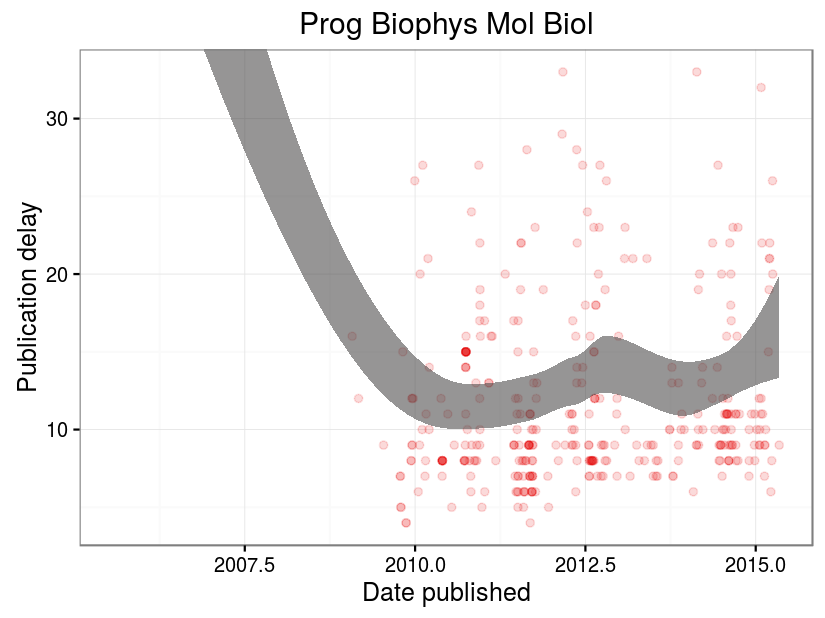 Prog Biophys Mol Biol
Publication delay
30
20
10
2007.5 2010.0 2012.5 2015.0
Date published